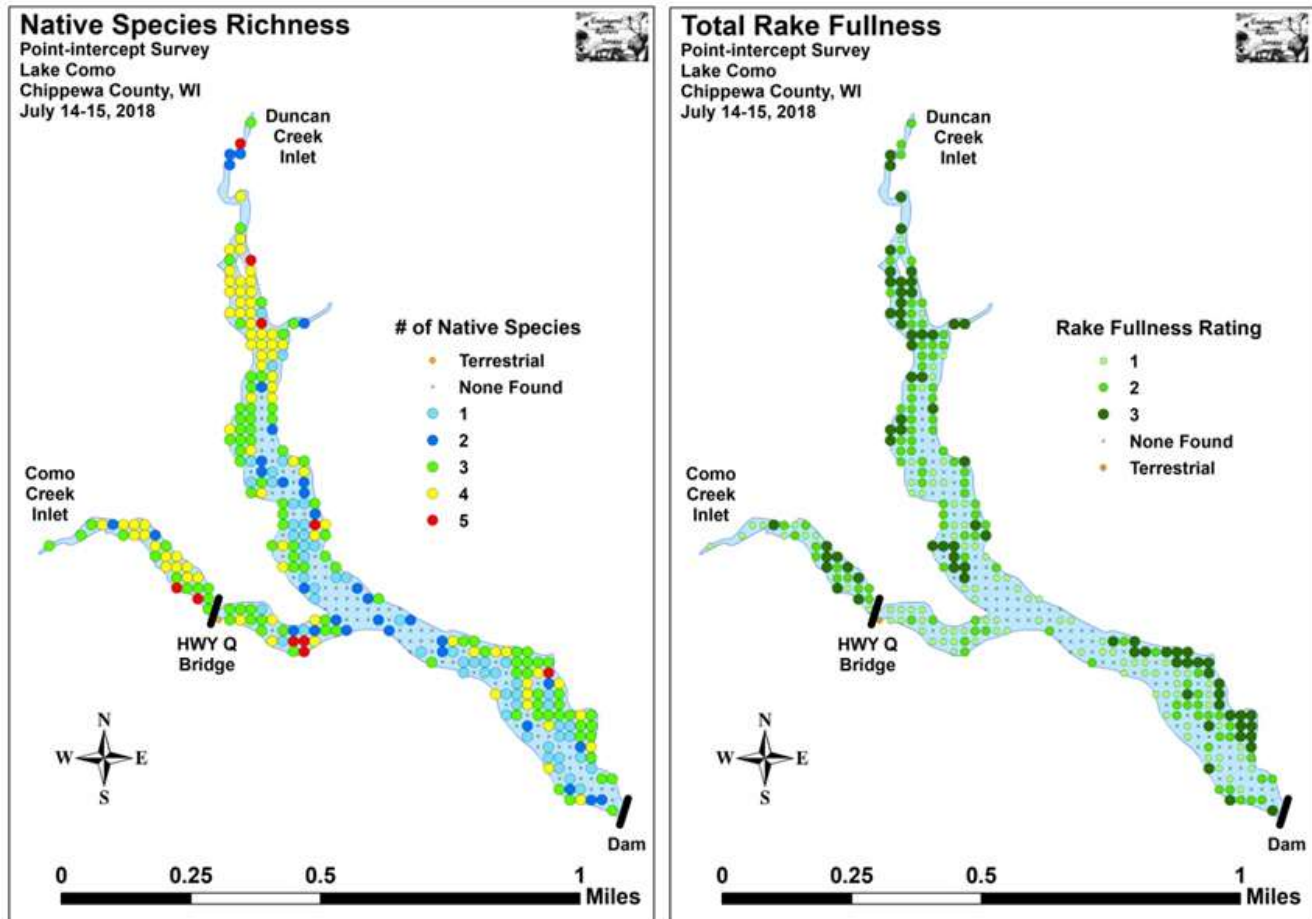 Native Species Richness
Point-intercept Survey
Lake Como
Chippewa County, WI
July 14-15, 2018
Duncan
Creek
Inlet
# of Native Species
Terrestrial
None Found
1
2
3
4
5
Como
Creek
Inlet
HWY Q
Bridge
N
W E
S
Dam
0 0.25 0.5 1
Miles
Total Rake Fullness
Point-intercept Survey
Lake Como
Chippewa County, WI
July 14-15, 2018
Duncan
Creek
Inlet
Rake Fullness Rating
1
2
3
None Found
Terrestrial
Como
Creek
Inlet
HWY Q
Bridge
N
W E
S
Dam
0 0.25 0.5 1
Miles